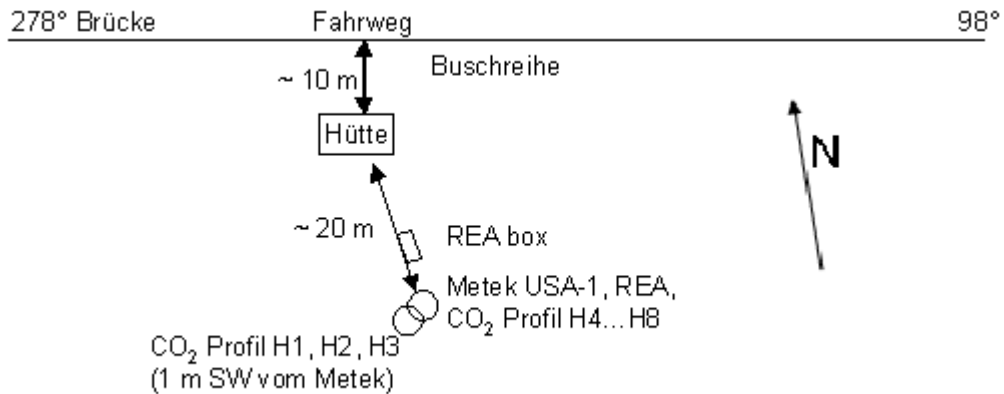 278° Brücke Fahrweg 98°
Buschreihe
~ 10 m
Hütte
N
~ 20 m
REA box
Metek USA-1, REA,
CO₂ Profil H4...H8
CO₂ Profil H1, H2, H3
(1 m SW vom Metek)